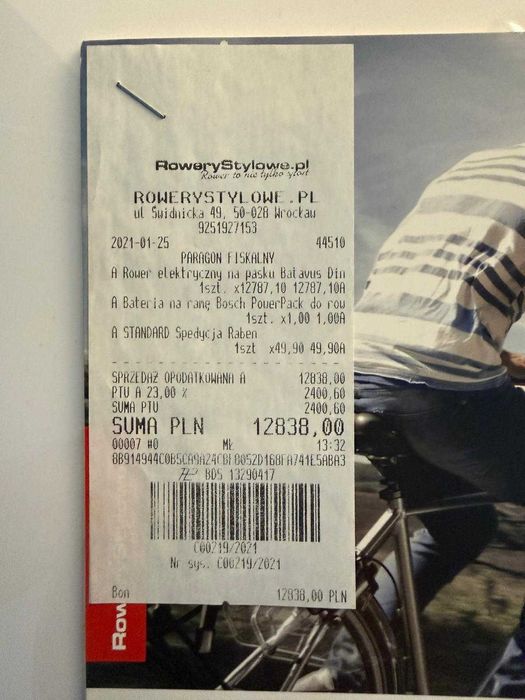 RoweryStylowe.pl
Rower to nie tylko sport
ROWERYSTYLOWE.PL
ul Świdnicka 49, 50-028 Wrocław
9251927153
2021-01-25 44510
PARAGON FISKALNY
A Rower elektryczny na pasku Batavus Din
1szt. x12787,10 12787,10A
A Bateria na ramę Bosch PowerPack do row
1szt. x1,00 1,00A
A STANDARD Spedycja Raben
1szt x49,90 49,90A
SPRZEDAŻ OPODATKOWANA A 12838,00
PTU A 23,00 % 2400,60
SUMA PTU 2400,60
SUMA PLN 12838,00
00007 #0 MŁ 13:32
BDS 13290417
C00219/2021
Nr sys. C00219/2021
Bon 12838,00 PLN
Row